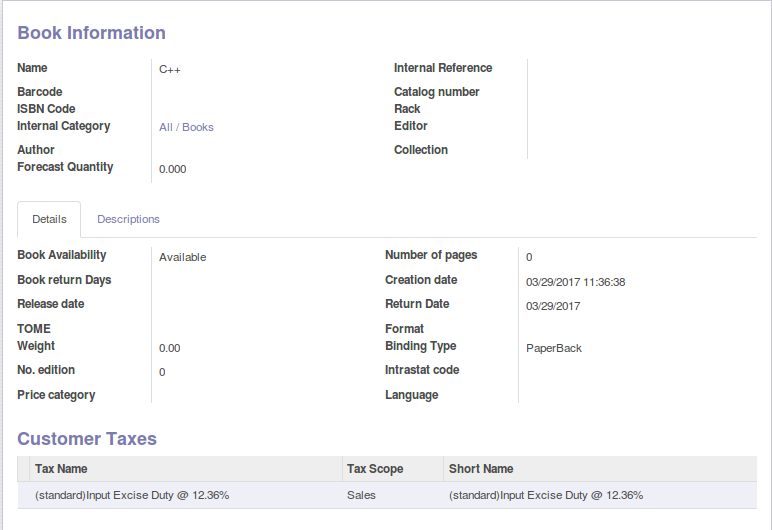 Book Information
Name C++ Internal Reference
Barcode Catalog number
ISBN Code Rack
Internal Category All / Books Editor
Author Collection
Forecast Quantity 0.000
Details Descriptions
Book Availability Available Number of pages 0
Book return Days Creation date 03/29/2017 11:36:38
Release date Return Date 03/29/2017
TOME Format
Weight 0.00 Binding Type PaperBack
No. edition 0 Intrastat code
Price category Language
Customer Taxes
Tax Name Tax Scope Short Name
(standard)Input Excise Duty @ 12.36% Sales (standard)Input Excise Duty @ 12.36%